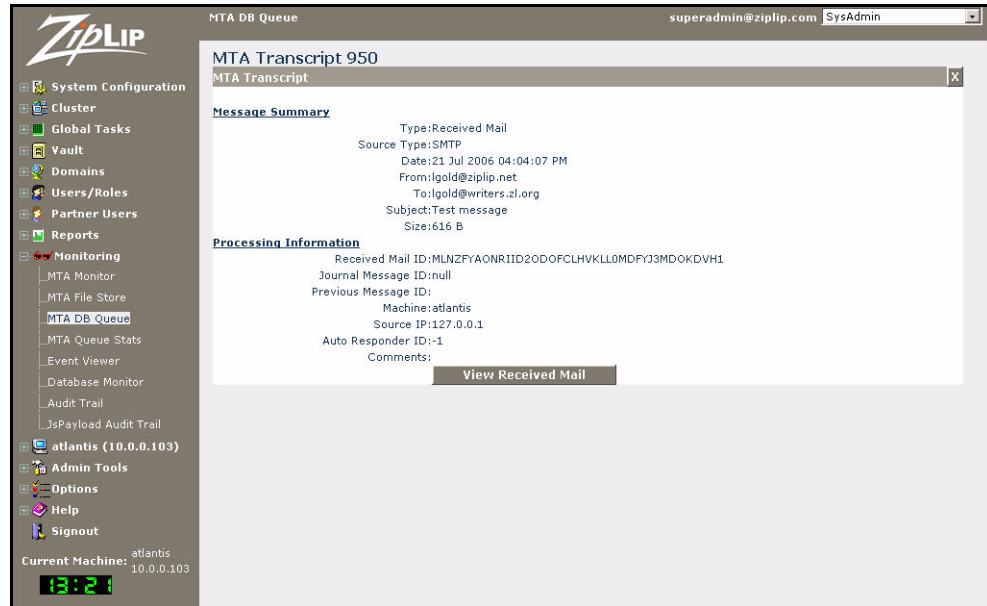 ZIPLIP
MTA DB Queue
superadmin@ziplip.com SysAdmin
System Configuration
Cluster
Global Tasks
Vault
Domains
Users/Roles
Partner Users
Reports
Monitoring
MTA Monitor
MTA File Store
MTA DB Queue
MTA Queue Stats
Event Viewer
Database Monitor
Audit Trail
JsPayload Audit Trail
atlantis (10.0.0.103)
Admin Tools
Options
Help
Signout
Current Machine: atlantis
10.0.0.103
13:21
MTA Transcript 950
MTA Transcript X
Message Summary
Type:Received Mail
Source Type:SMTP
Date:21 Jul 2006 04:04:07 PM
From:lgold@ziplip.net
To:lgold@writers.zl.org
Subject:Test message
Size:616 B
Processing Information
Received Mail ID:MLNZFYAONRIID2ODOFCLHVKLL0MDFYJ3MDOKDVH1
Journal Message ID:null
Previous Message ID:
Machine:atlantis
Source IP:127.0.0.1
Auto Responder ID:-1
Comments:
View Received Mail